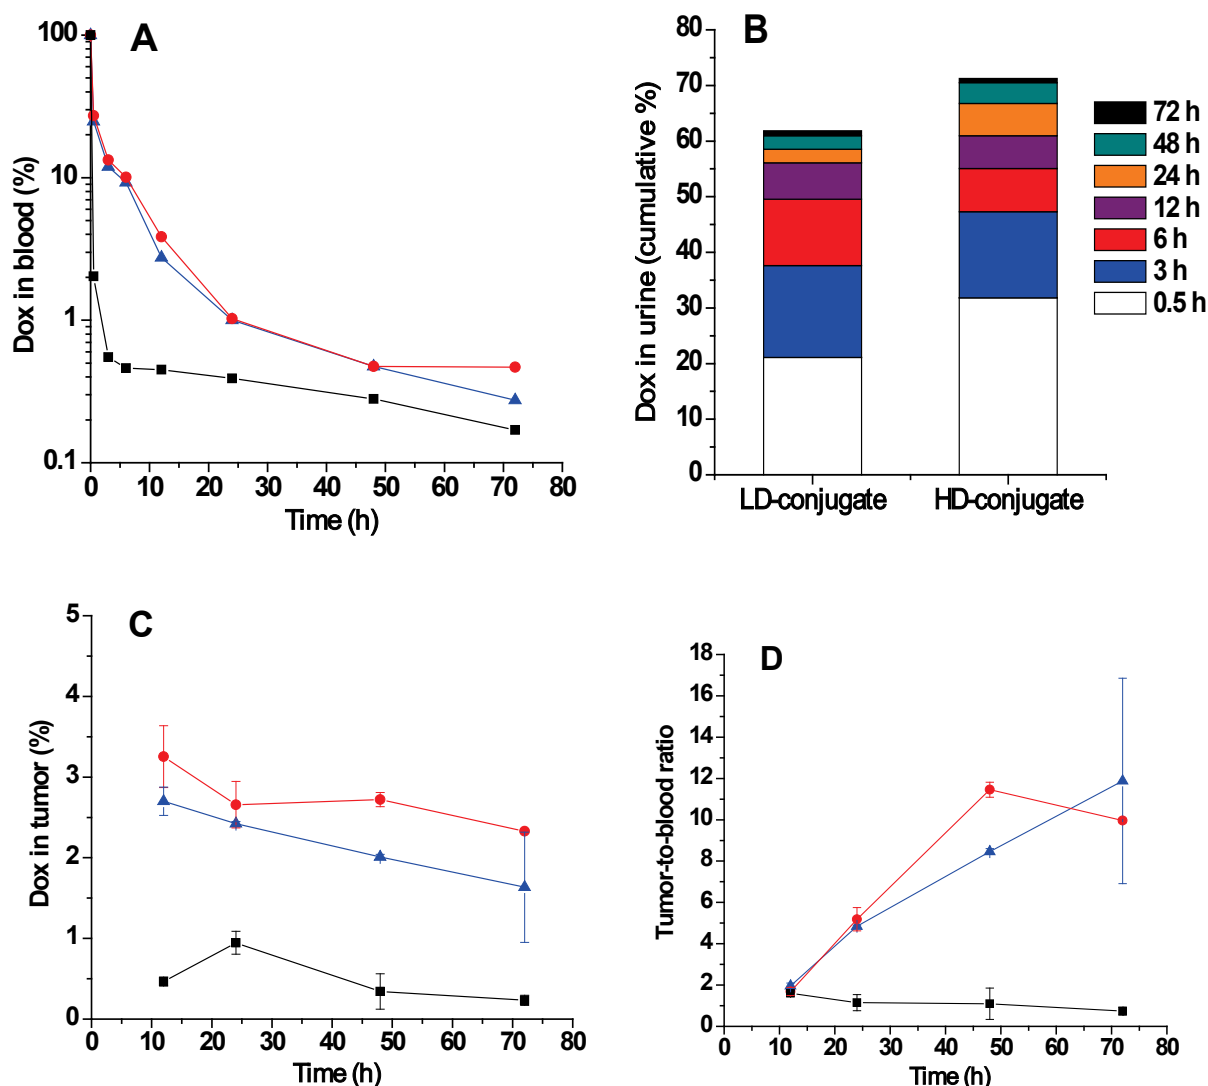 A
Dox in blood (%)
100
10
1
0.1
0 10 20 30 40 50 60 70 80
Time (h)
B
Dox in urine (cumulative %)
80
70
60
50
40
30
20
10
0
LD-conjugate HD-conjugate
72 h
48 h
24 h
12 h
6 h
3 h
0.5 h
C
Dox in tumor (%)
5
4
3
2
1
0
0 10 20 30 40 50 60 70 80
Time (h)
D
Tumor-to-blood ratio
18
16
14
12
10
8
6
4
2
0
0 10 20 30 40 50 60 70 80
Time (h)